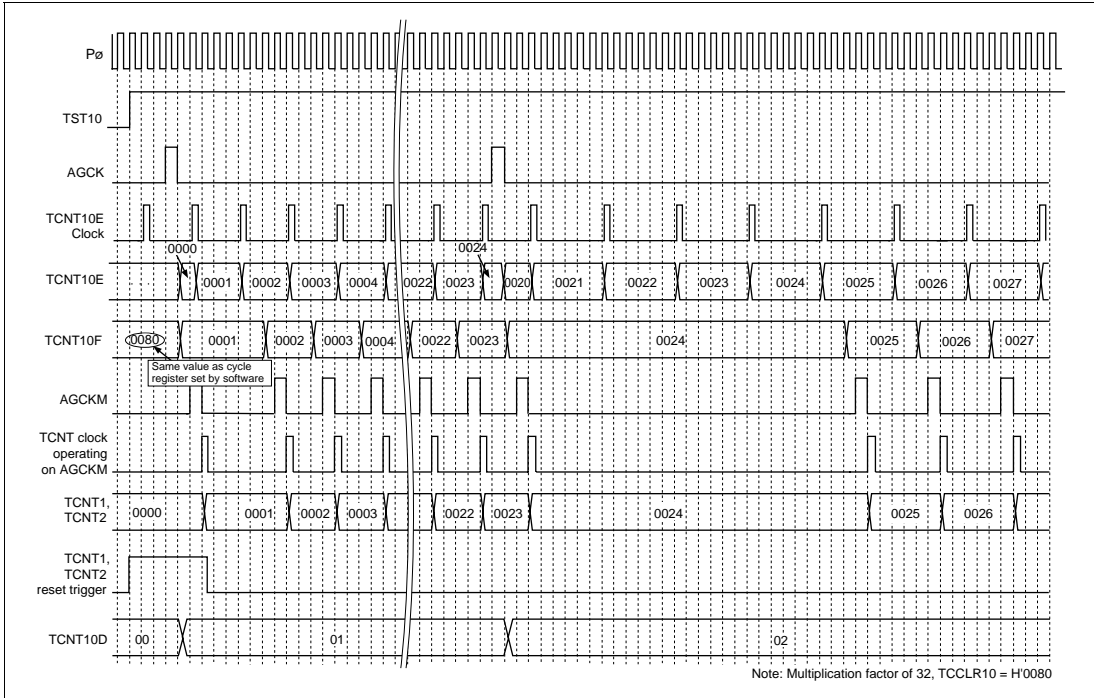 Pø
TST10
AGCK
TCNT10E
Clock
0000
0024
TCNT10E
0001 0002 0003 0004 0022 0023 0020 0021 0022 0023 0024 0025 0026 0027
TCNT10F
0080 0001 0002 0003 0004 0022 0023 0024 0025 0026 0027
Same value as cycle
register set by software
AGCKM
TCNT clock
operating
on AGCKM
TCNT1,
TCNT2
0000 0001 0002 0003 0022 0023 0024 0025 0026
TCNT1,
TCNT2
reset trigger
TCNT10D
00 01 02
Note: Multiplication factor of 32, TCCLR10 = H'0080